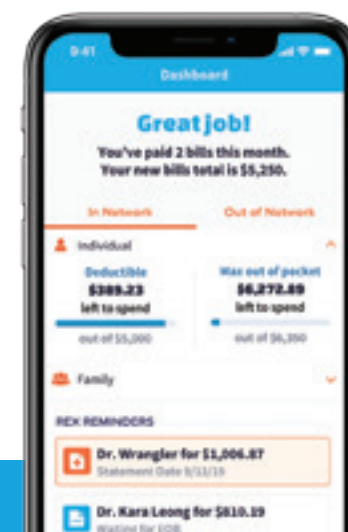 9:41
Dashboard
Great job!
You've paid 2 bills this month.
Your new bills total is $5,250.
In Network
Out of Network
Individual
Deductible
$389.23
left to spend
out of $5,000
Max out of pocket
$6,272.89
left to spend
out of $6,350
Family
REX REMINDERS
Dr. Wrangler for $1,006.87
Statement Date 9/13/19
Dr. Kara Leong for $810.19
Waiting for EOB